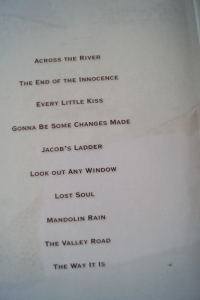 Across the River
The End of the Innocence
Every Little Kiss
Gonna Be Some Changes Made
Jacob's Ladder
Look out Any Window
Lost Soul
Mandolin Rain
The Valley Road
The Way It Is